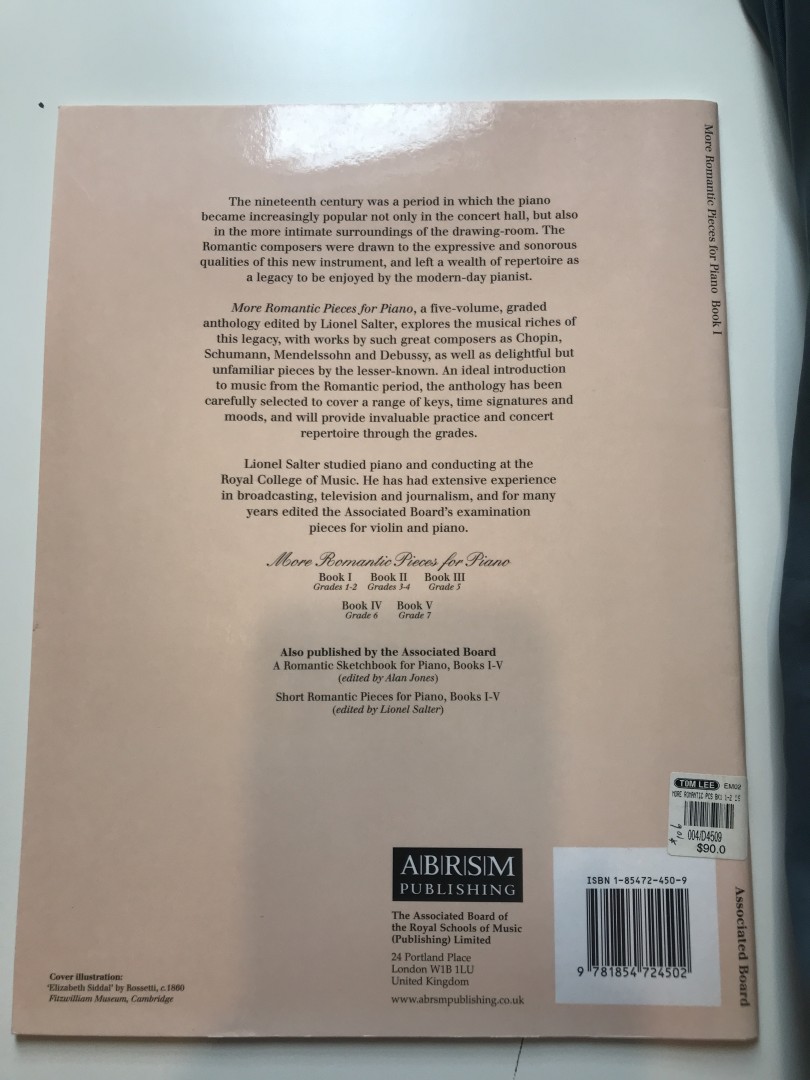 The nineteenth century was a period in which the piano
became increasingly popular not only in the concert hall, but also
in the more intimate surroundings of the drawing-room. The
Romantic composers were drawn to the expressive and sonorous
qualities of this new instrument, and left a wealth of repertoire as
a legacy to be enjoyed by the modern-day pianist.
More Romantic Pieces for Piano, a five-volume, graded
anthology edited by Lionel Salter, explores the musical riches of
this legacy, with works by such great composers as Chopin,
Schumann, Mendelssohn and Debussy, as well as delightful but
unfamiliar pieces by the lesser-known. An ideal introduction
to music from the Romantic period, the anthology has been
carefully selected to cover a range of keys, time signatures and
moods, and will provide invaluable practice and concert
repertoire through the grades.
Lionel Salter studied piano and conducting at the
Royal College of Music. He has had extensive experience
in broadcasting, television and journalism, and for many
years edited the Associated Board's examination
pieces for violin and piano.
More Romantic Pieces for Piano
Book I Book II Book III
Grades 1-2 Grades 3-4 Grade 5
Book IV Book V
Grade 6 Grade 7
Also published by the Associated Board
A Romantic Sketchbook for Piano, Books I-V
(edited by Alan Jones)
Short Romantic Pieces for Piano, Books I-V
(edited by Lionel Salter)
A|B|R|S|M
PUBLISHING
The Associated Board of
the Royal Schools of Music
(Publishing) Limited
24 Portland Place
London W1B 1LU
United Kingdom
www.abrsmpublishing.co.uk
Cover illustration:
'Elizabeth Siddal' by Rossetti, c.1860
Fitzwilliam Museum, Cambridge
TOM LEE EM02
MORE ROMANTIC PCS BK1 1-2
004/D4509
$90.0
ISBN 1-85472-450-9
9 781854 724502
More Romantic Pieces for Piano Book I
Associated Board